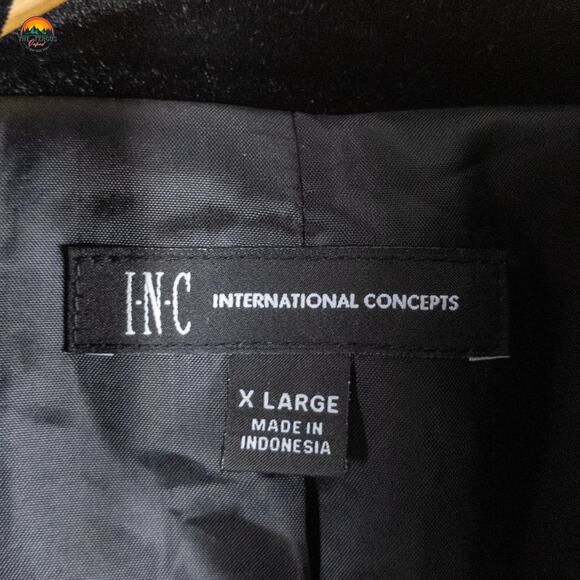 I·N·C INTERNATIONAL CONCEPTS
X LARGE
MADE IN
INDONESIA